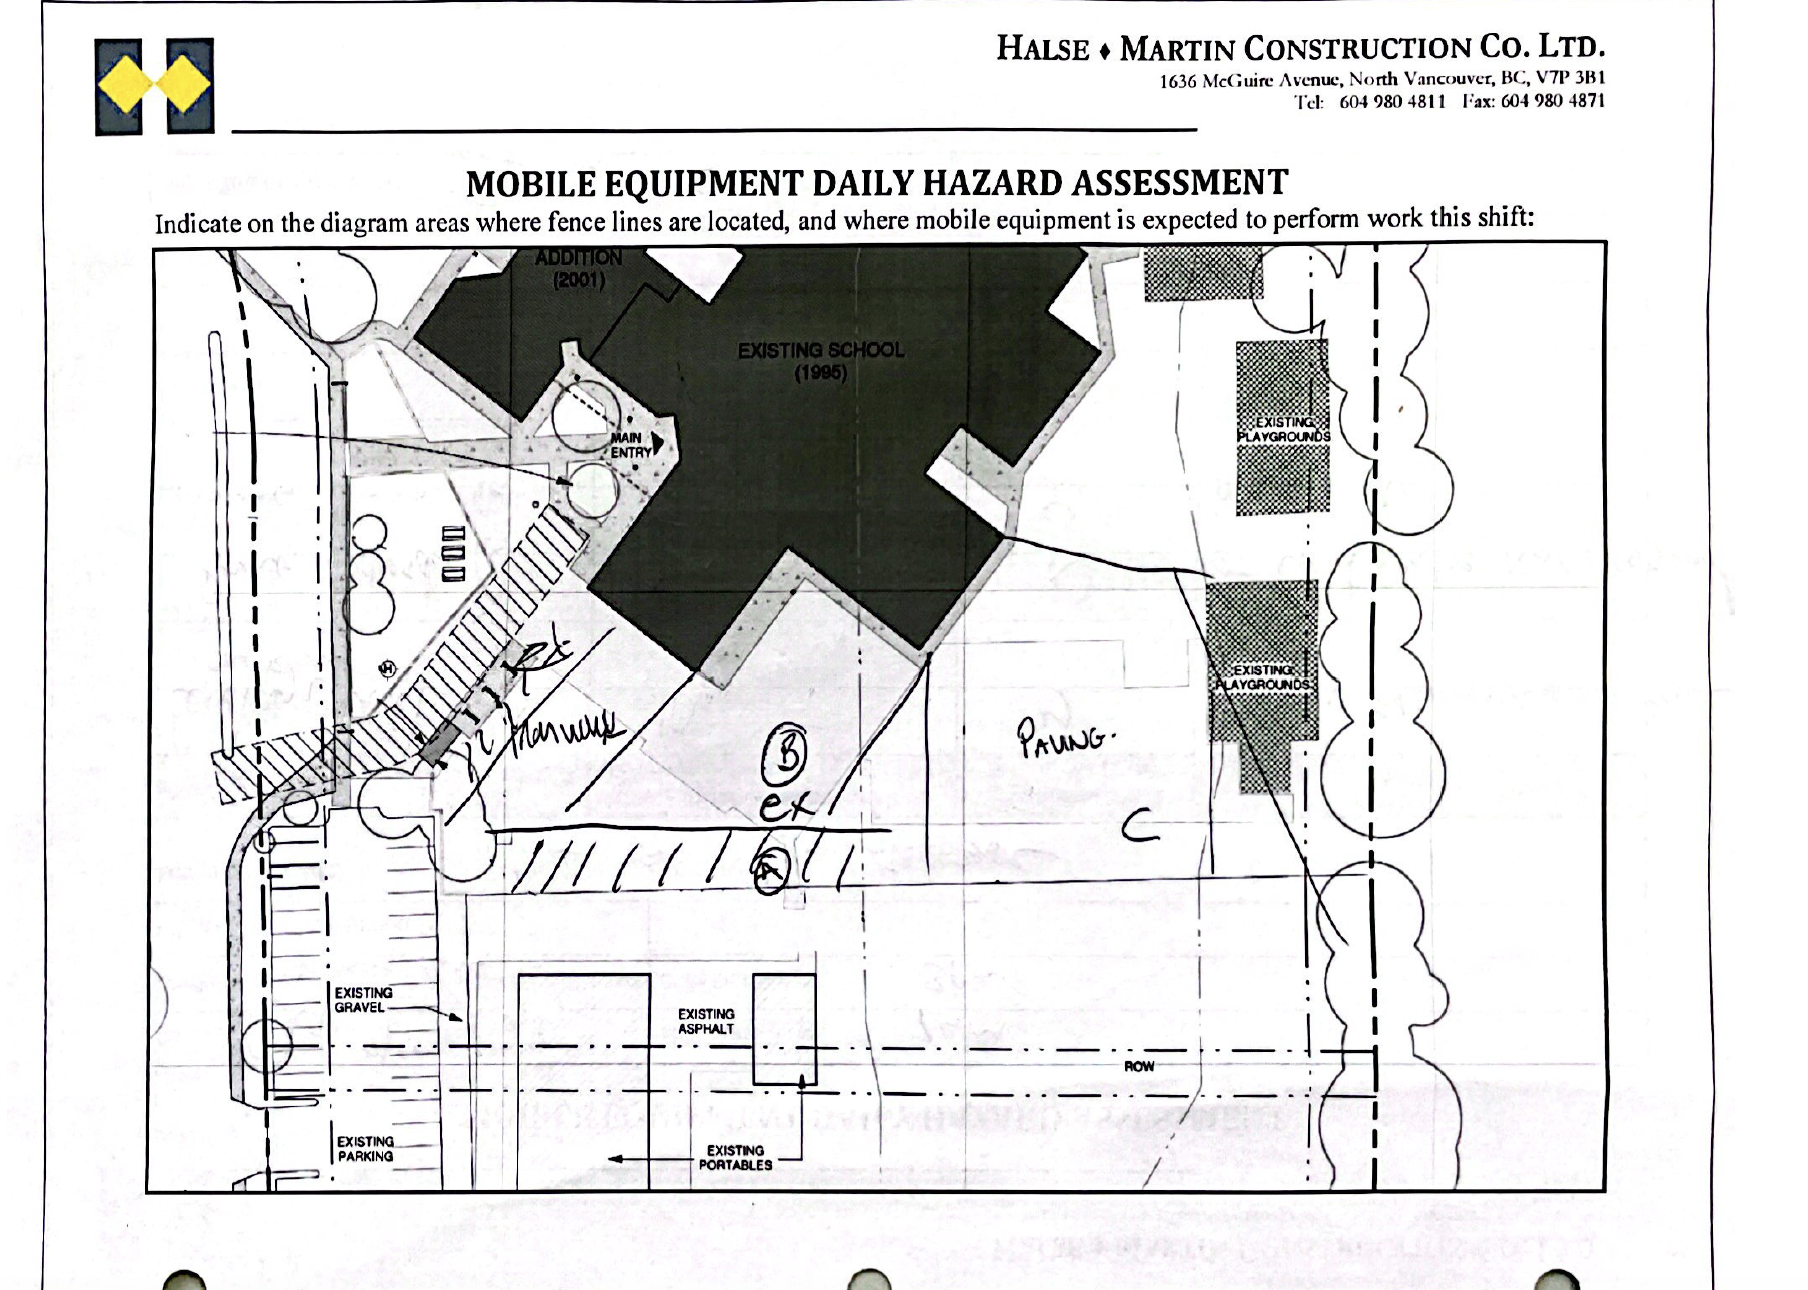 HALSE ♦ MARTIN CONSTRUCTION CO. LTD.
1636 McGuire Avenue, North Vancouver, BC, V7P 3B1
Tel: 604 980 4811 Fax: 604 980 4871
MOBILE EQUIPMENT DAILY HAZARD ASSESSMENT
Indicate on the diagram areas where fence lines are located, and where mobile equipment is expected to perform work this shift:
ADDITION
(2001)
EXISTING SCHOOL
(1995)
MAIN
ENTRY
EXISTING
PLAYGROUNDS
H
EXISTING
PLAYGROUNDS
B
PAVING.
ex
C
A
EXISTING
GRAVEL
EXISTING
ASPHALT
ROW
EXISTING
PARKING
EXISTING
PORTABLES